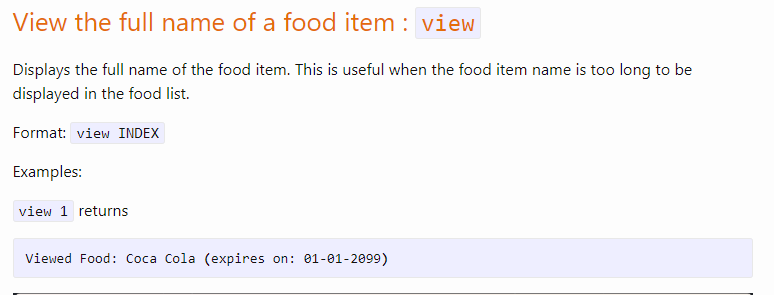 View the full name of a food item : view
Displays the full name of the food item. This is useful when the food item name is too long to be
displayed in the food list.
Format: view INDEX
Examples:
view 1 returns
Viewed Food: Coca Cola (expires on: 01-01-2099)